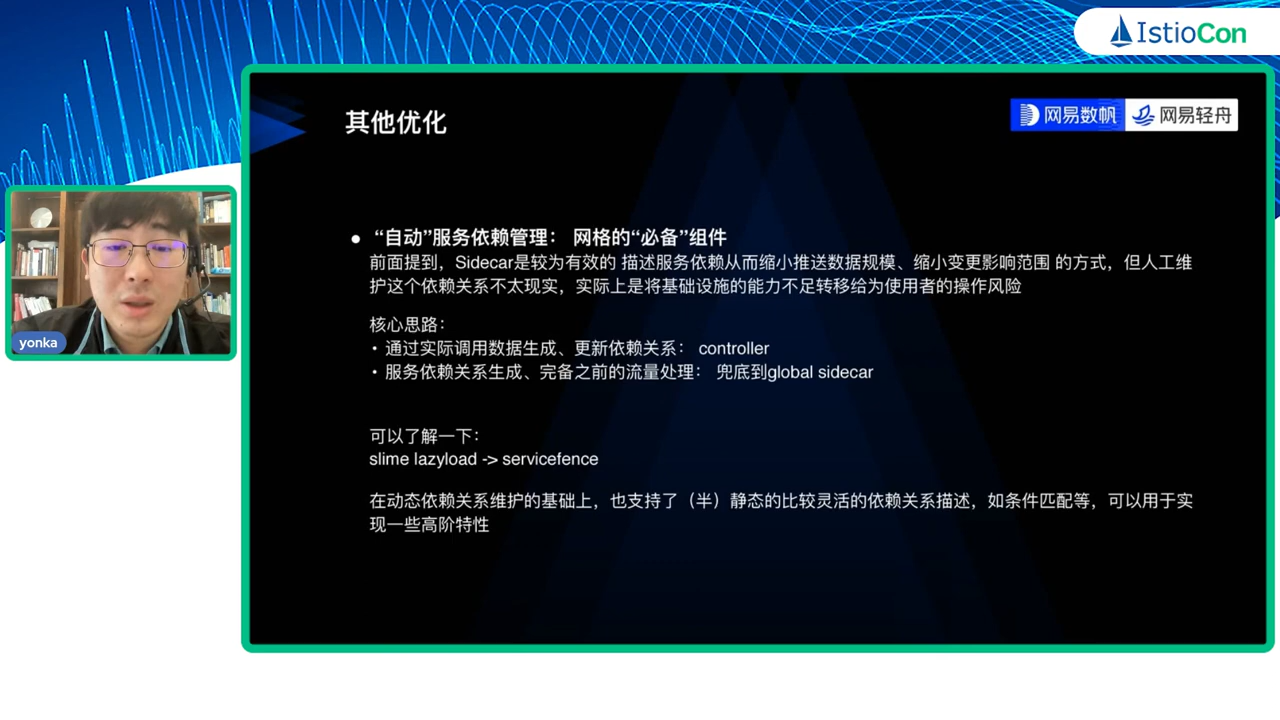 IstioCon
其他优化
网易数帆
网易轻舟
● “自动”服务依赖管理： 网格的“必备”组件
前面提到，Sidecar是较为有效的 描述服务依赖从而缩小推送数据规模、缩小变更影响范围 的方式，但人工维
护这个依赖关系不太现实，实际上是将基础设施的能力不足转移给为使用者的操作风险
核心思路：
• 通过实际调用数据生成、更新依赖关系： controller
• 服务依赖关系生成、完备之前的流量处理： 兜底到global sidecar
yonka
可以了解一下：
slime lazyload -> servicefence
在动态依赖关系维护的基础上，也支持了（半）静态的比较灵活的依赖关系描述，如条件匹配等，可以用于实
现一些高阶特性